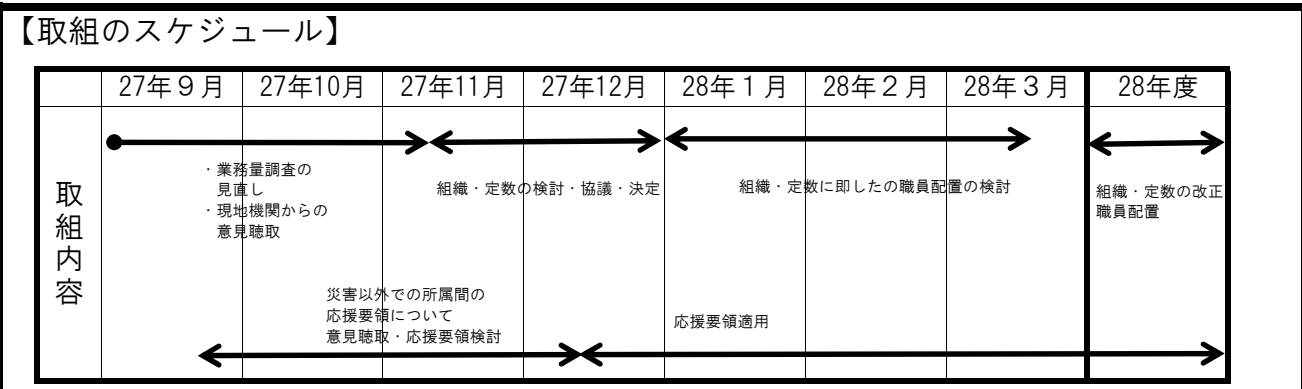 【取組のスケジュール】
27年９月 27年10月 27年11月 27年12月 28年１月 28年２月 28年３月 28年度
取組内容
・業務量調査の
見直し
・現地機関からの
意見聴取
組織・定数の検討・協議・決定
組織・定数に即したの職員配置の検討
組織・定数の改正
職員配置
災害以外での所属間の
応援要領について
意見聴取・応援要領検討
応援要領適用